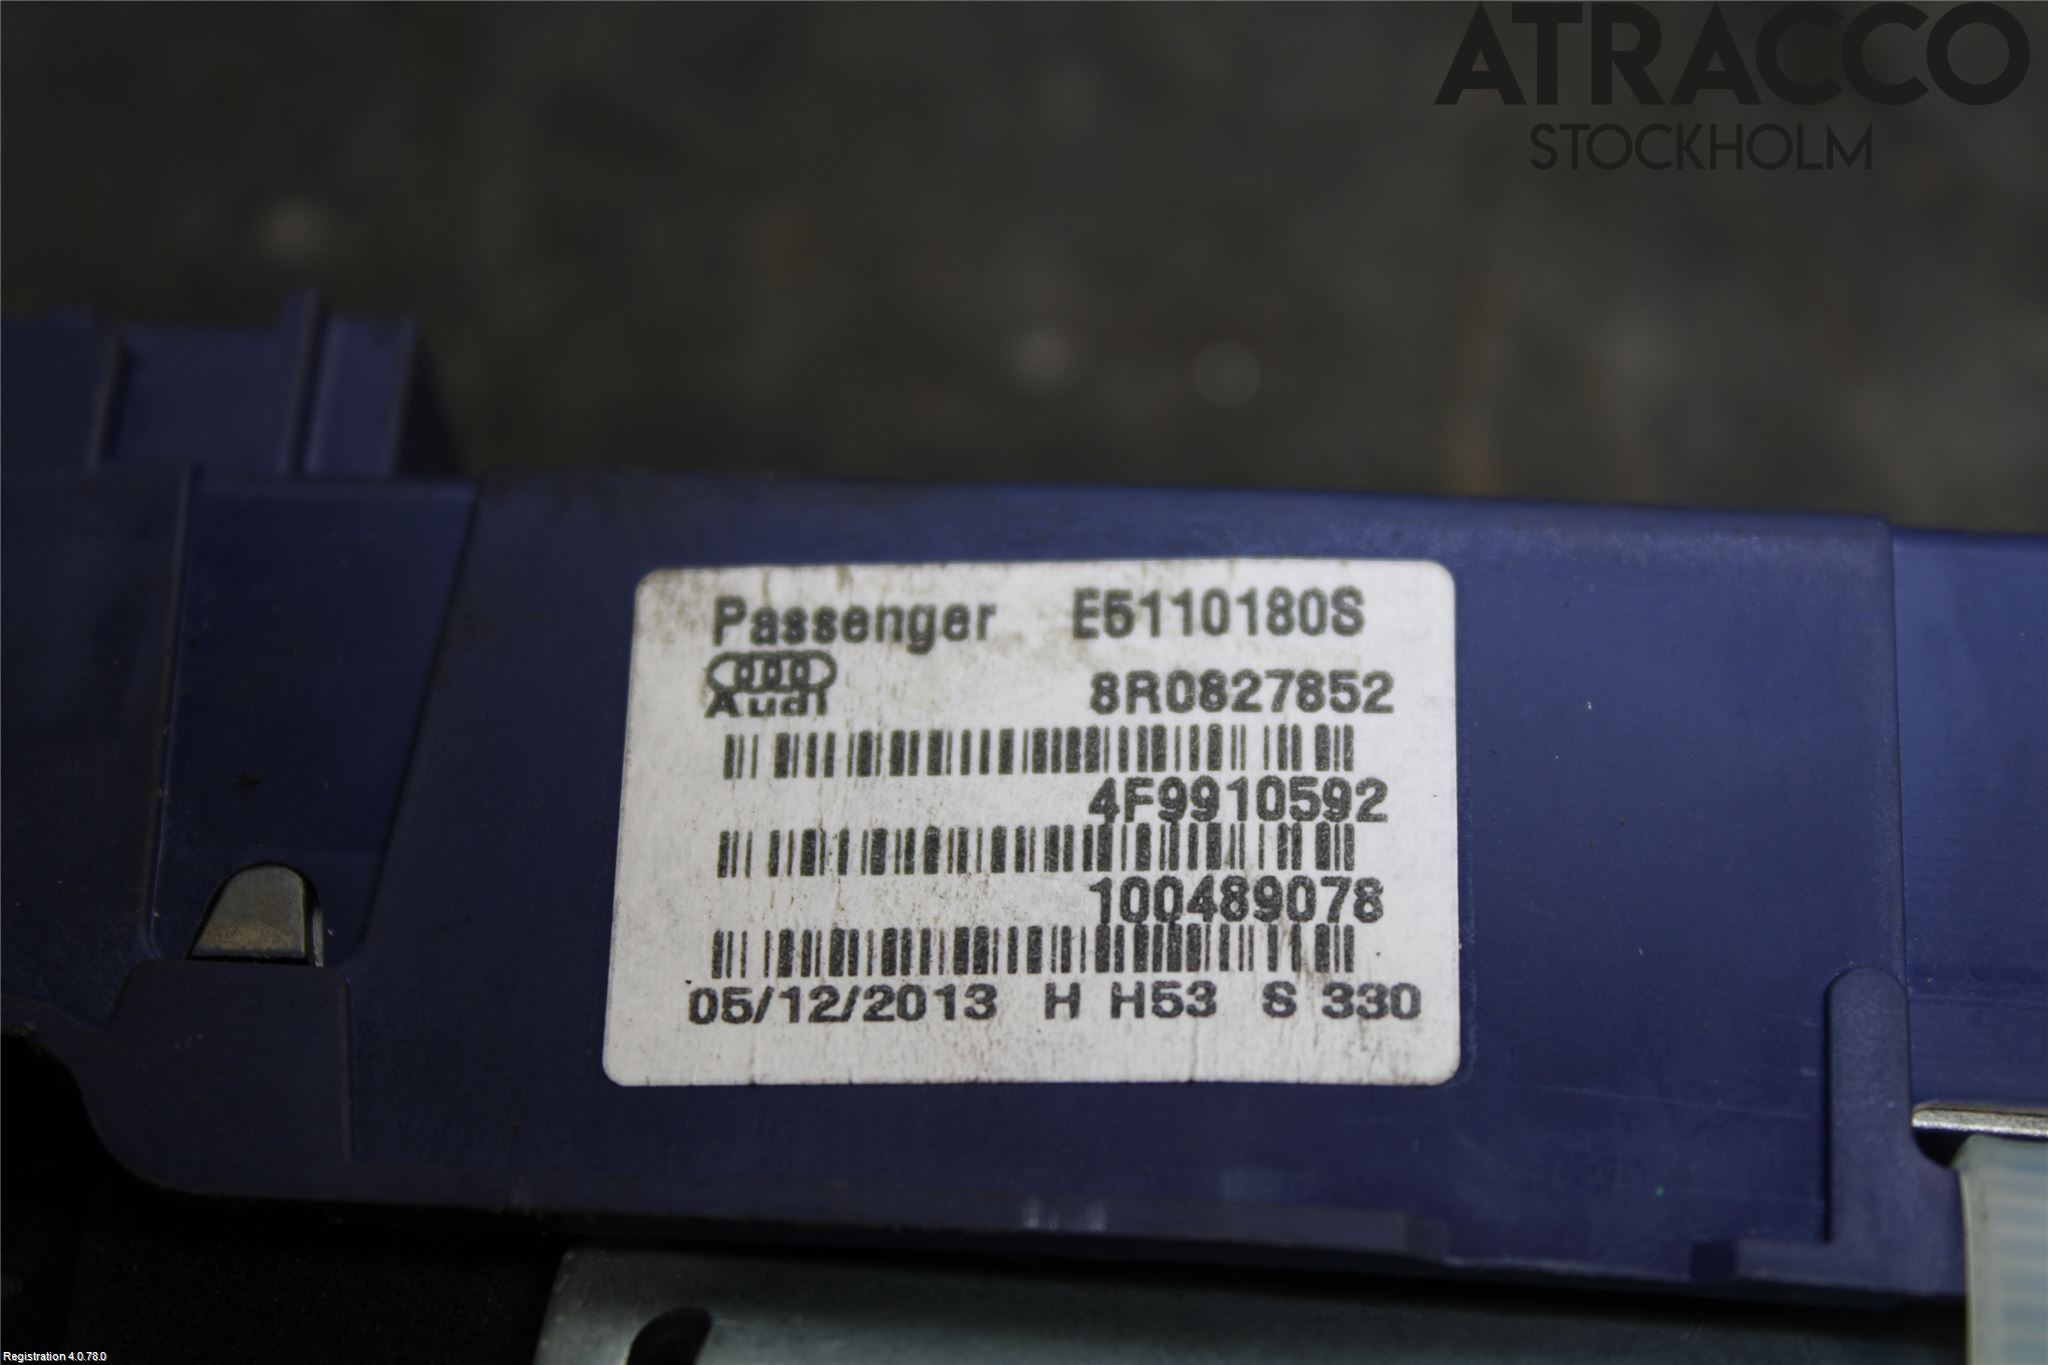 ATRACCO
STOCKHOLM
Passenger E5110180S
Audi 8R0827852
4F9910592
100489078
05/12/2013 H H53 S 330
Registration 4.0.78.0